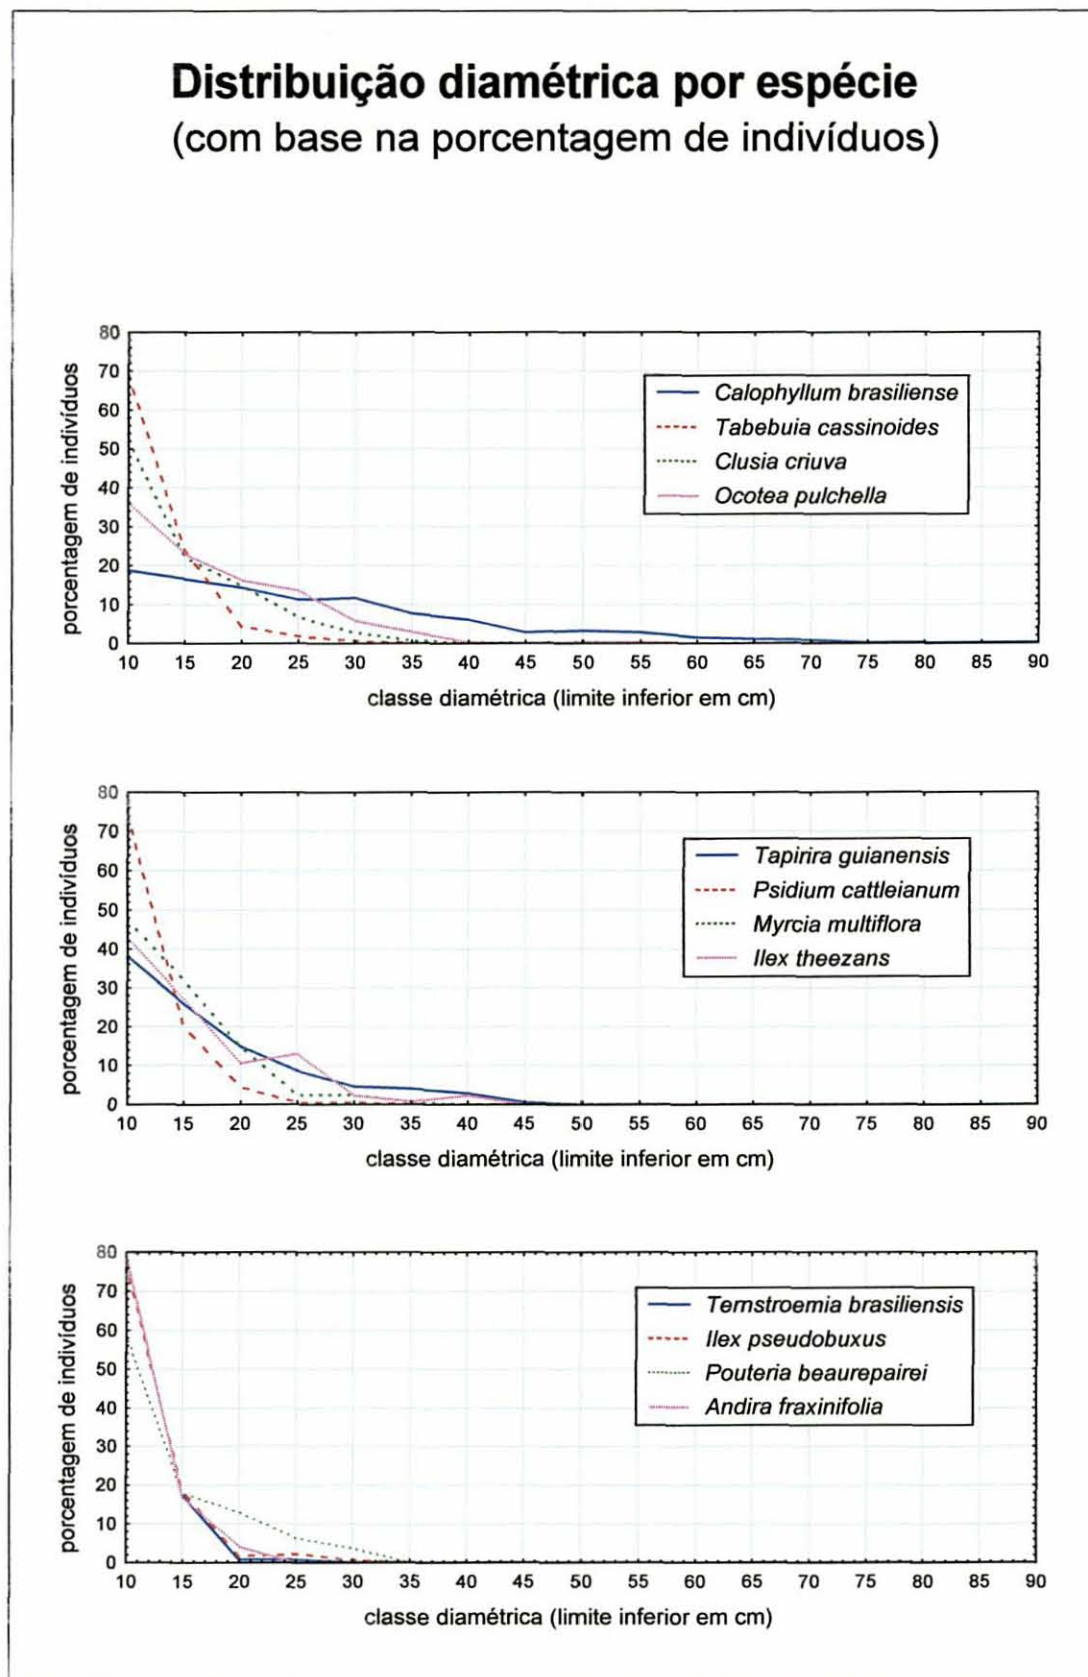 Distribuição diamétrica por espécie
(com base na porcentagem de indivíduos)
porcentagem de indivíduos
80
70
60
50
40
30
20
10
0
Calophyllum brasiliense
Tabebuia cassinoides
Clusia criuva
Ocotea pulchella
10 15 20 25 30 35 40 45 50 55 60 65 70 75 80 85 90
classe diamétrica (limite inferior em cm)
porcentagem de indivíduos
80
70
60
50
40
30
20
10
0
Tapirira guianensis
Psidium cattleianum
Myrcia multiflora
Ilex theezans
10 15 20 25 30 35 40 45 50 55 60 65 70 75 80 85 90
classe diamétrica (limite inferior em cm)
porcentagem de indivíduos
80
70
60
50
40
30
20
10
0
Ternstroemia brasiliensis
Ilex pseudobuxus
Pouteria beaurepairei
Andira fraxinifolia
10 15 20 25 30 35 40 45 50 55 60 65 70 75 80 85 90
classe diamétrica (limite inferior em cm)